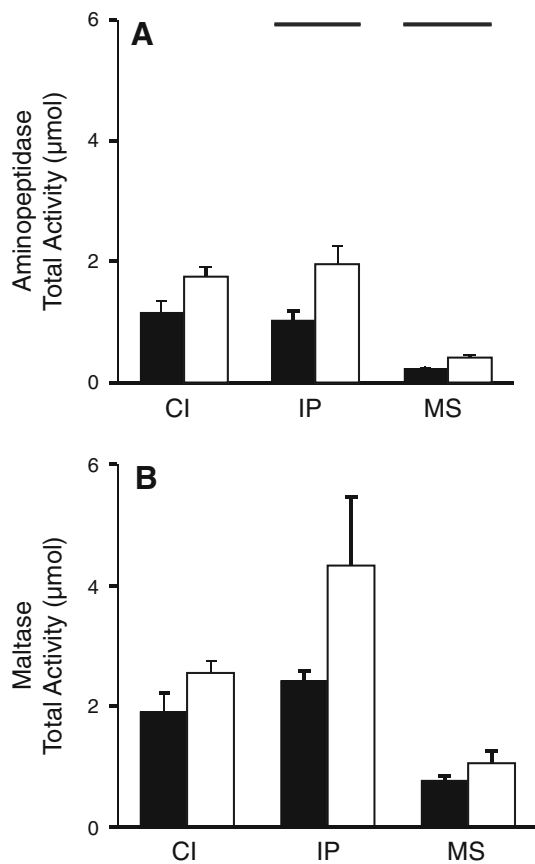 A
6
4
2
0
Aminopeptidase
Total Activity (μmol)
CI IP MS
B
6
4
2
0
Maltase
Total Activity (μmol)
CI IP MS